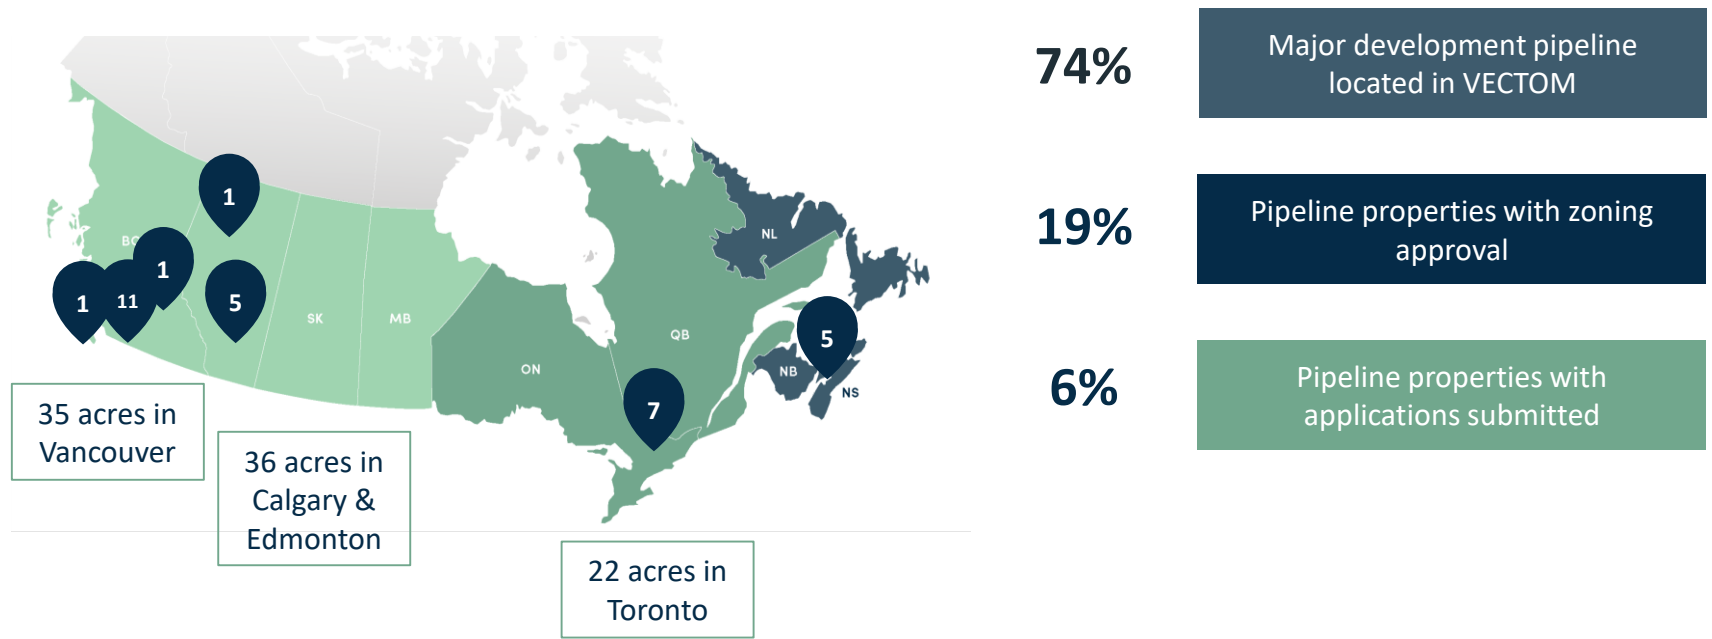 1
BC
1
1
11
5
SK
MB
ON
QB
NL
5
NB
NS
7
35 acres in
Vancouver
36 acres in
Calgary &
Edmonton
22 acres in
Toronto
74%
Major development pipeline
located in VECTOM
19%
Pipeline properties with zoning
approval
6%
Pipeline properties with
applications submitted